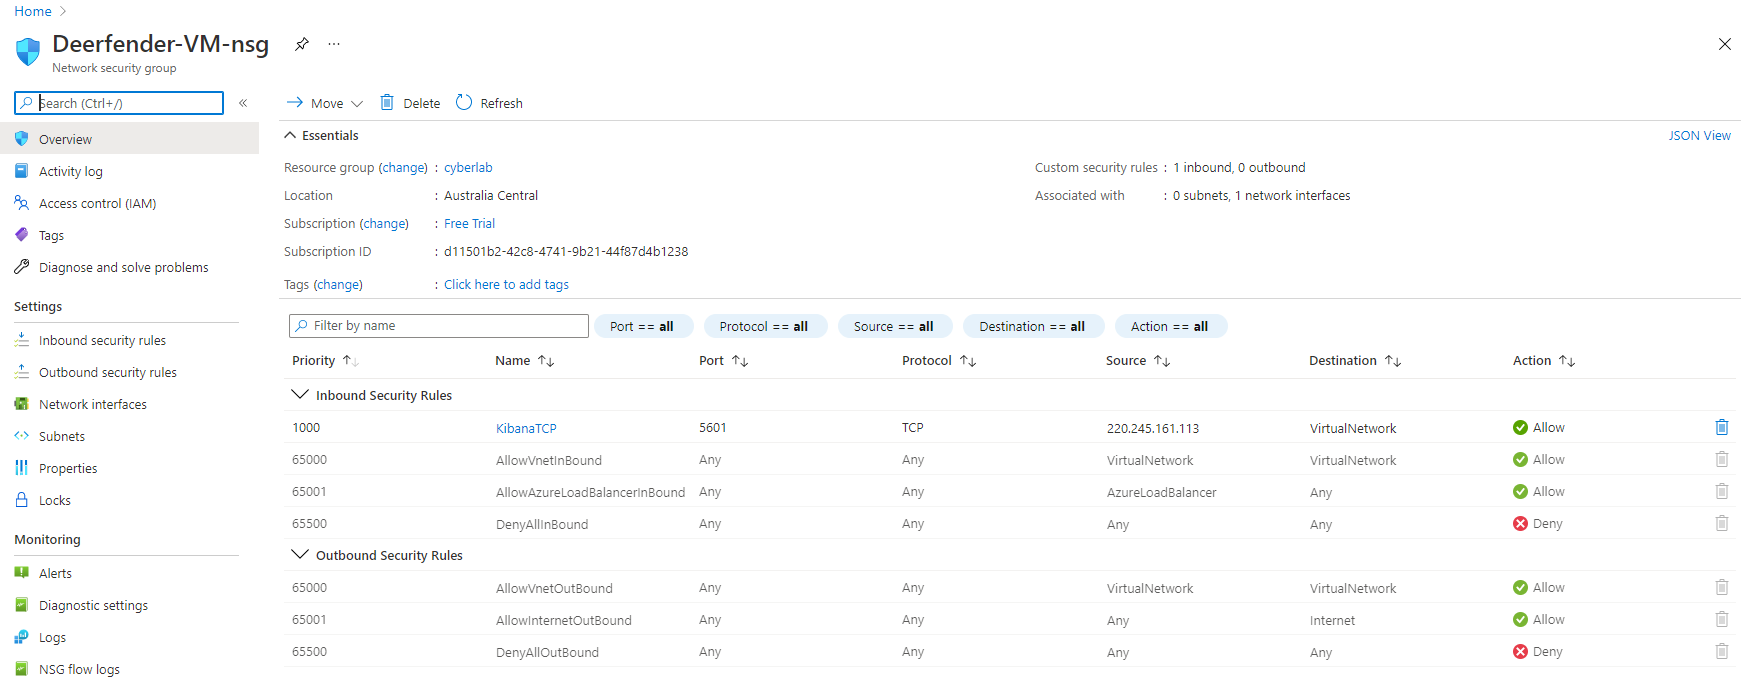 Home
Deerfender-VM-nsg
Network security group
Search (Ctrl+/)
«
Move
Delete
Refresh
Overview
Activity log
Access control (IAM)
Tags
Diagnose and solve problems
Settings
Inbound security rules
Outbound security rules
Network interfaces
Subnets
Properties
Locks
Monitoring
Alerts
Diagnostic settings
Logs
NSG flow logs
Essentials
JSON View
Resource group (change) : cyberlab
Location : Australia Central
Subscription (change) : Free Trial
Subscription ID : d11501b2-42c8-4741-9b21-44f87d4b1238
Tags (change) : Click here to add tags
Custom security rules : 1 inbound, 0 outbound
Associated with : 0 subnets, 1 network interfaces
Filter by name Port == all Protocol == all Source == all Destination == all Action == all
Priority Name Port Protocol Source Destination Action
Inbound Security Rules
1000 KibanaTCP 5601 TCP 220.245.161.113 VirtualNetwork Allow
65000 AllowVnetInBound Any Any VirtualNetwork VirtualNetwork Allow
65001 AllowAzureLoadBalancerInBound Any Any AzureLoadBalancer Any Allow
65500 DenyAllInBound Any Any Any Any Deny
Outbound Security Rules
65000 AllowVnetOutBound Any Any VirtualNetwork VirtualNetwork Allow
65001 AllowInternetOutBound Any Any Any Internet Allow
65500 DenyAllOutBound Any Any Any Any Deny